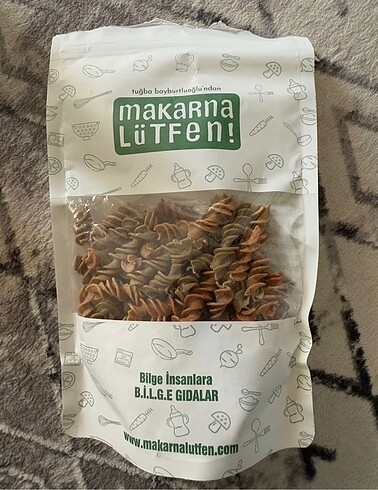 tuğba bayburtluoğlu'ndan
makarna
LÜTFen!
Bilge İnsanlara
B.İ.L.G.E GIDALAR
www.makarnalutfen.com